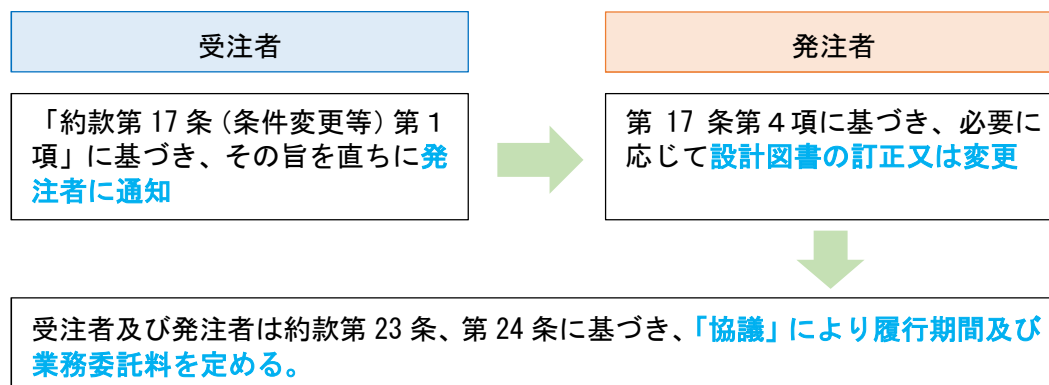 受注者
発注者
「約款第 17 条（条件変更等）第１
項」に基づき、その旨を直ちに発
注者に通知
第 17 条第４項に基づき、必要に
応じて設計図書の訂正又は変更
受注者及び発注者は約款第 23 条、第 24 条に基づき、「協議」により履行期間及び
業務委託料を定める。